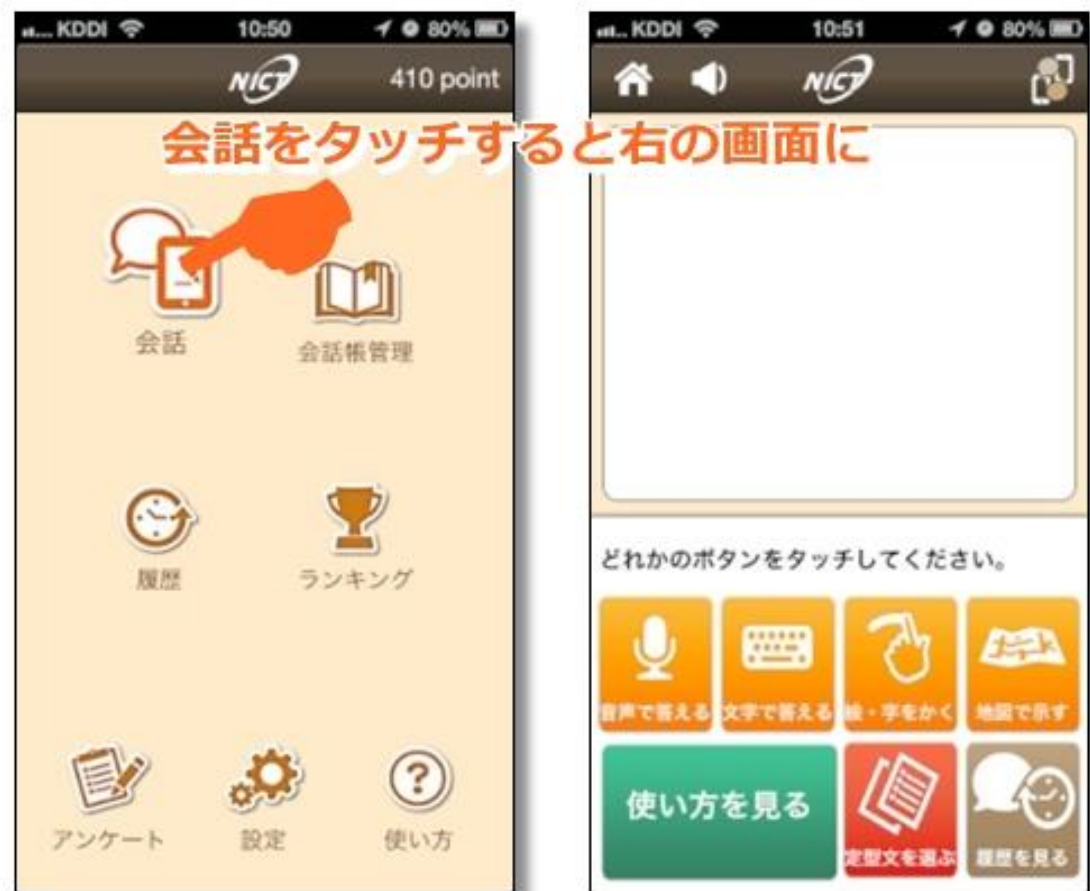 KDDI 10:50 80%
NICT 410 point
会話をタッチすると右の画面に
会話
会話帳管理
履歴
ランキング
アンケート
設定
使い方
KDDI 10:51 80%
NICT
どれかのボタンをタッチしてください。
音声で答える
文字で答える
絵・字をかく
地図で示す
使い方を見る
定型文を選ぶ
履歴を見る